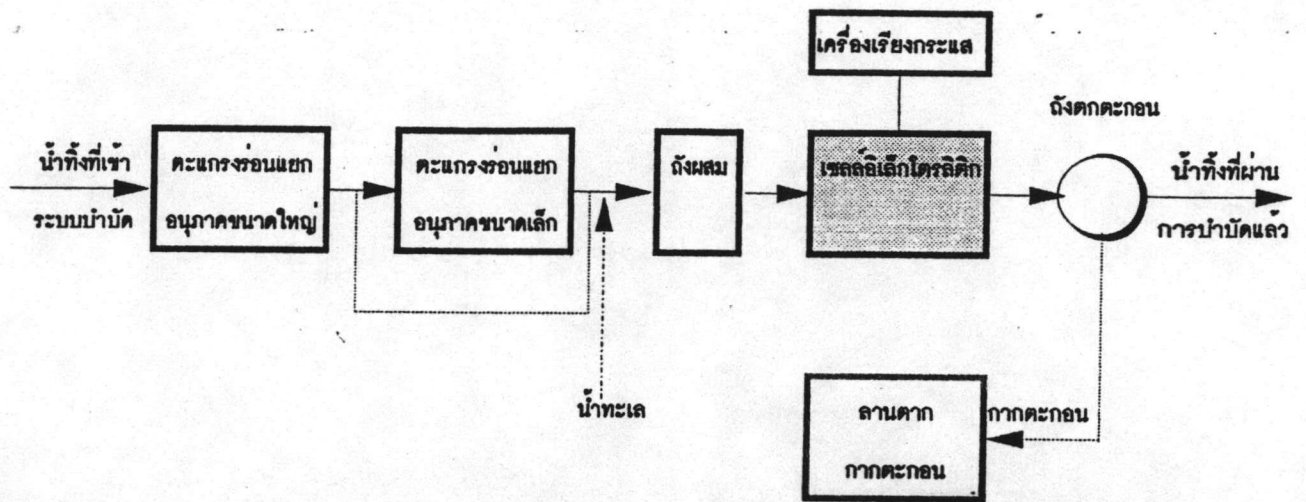 เครื่องเรียงกระแส
ถังตกตะกอน
น้ำทิ้งที่เข้า
ระบบบำบัด
ตะแกรงร่อนแยก
อนุภาคขนาดใหญ่
ตะแกรงร่อนแยก
อนุภาคขนาดเล็ก
ถังผสม
เซลล์อิเล็กโตรลิติก
น้ำทิ้งที่ผ่าน
การบำบัดแล้ว
น้ำทะเล
ลานตาก
กากตะกอน
กากตะกอน